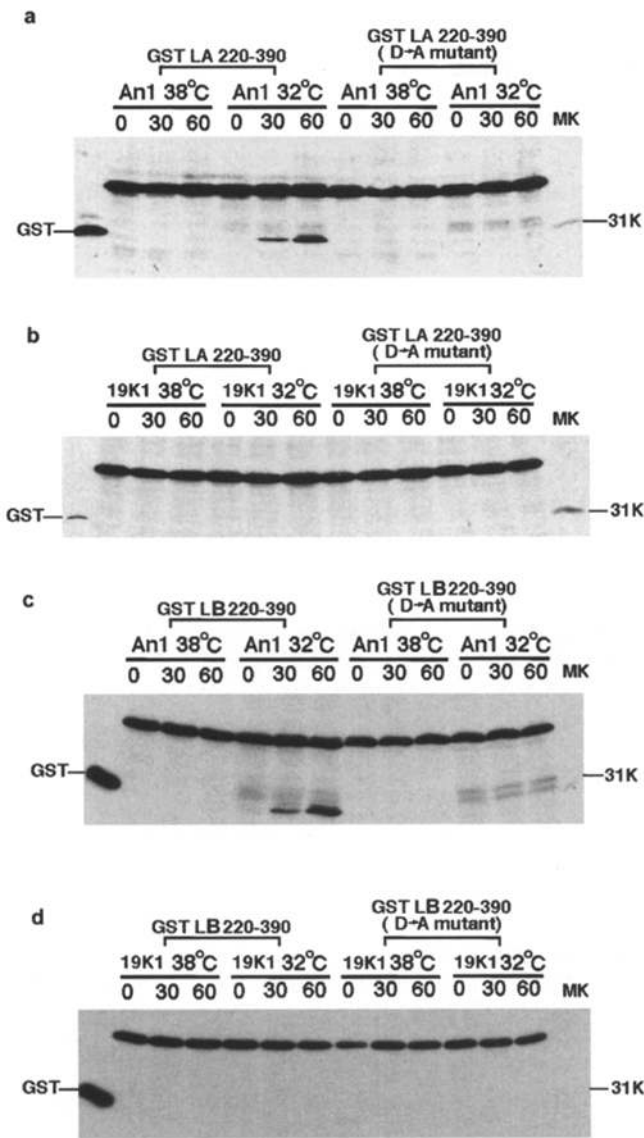 a
GST LA 220-390
GST LA 220-390
( D→A mutant)
An1 38°C An1 32°C An1 38°C An1 32°C
0 30 60 0 30 60 0 30 60 0 30 60 MK
GST
31K
b
GST LA 220-390
GST LA 220-390
( D→A mutant)
19K1 38°C 19K1 32°C 19K1 38°C 19K1 32°C
0 30 60 0 30 60 0 30 60 0 30 60 MK
GST
31K
c
GST LB 220-390
GST LB 220-390
( D→A mutant)
An1 38°C An1 32°C An1 38°C An1 32°C
0 30 60 0 30 60 0 30 60 0 30 60 MK
GST
31K
d
GST LB 220-390
GST LB 220-390
( D→A mutant)
19K1 38°C 19K1 32°C 19K1 38°C 19K1 32°C
0 30 60 0 30 60 0 30 60 0 30 60 MK
GST
31K